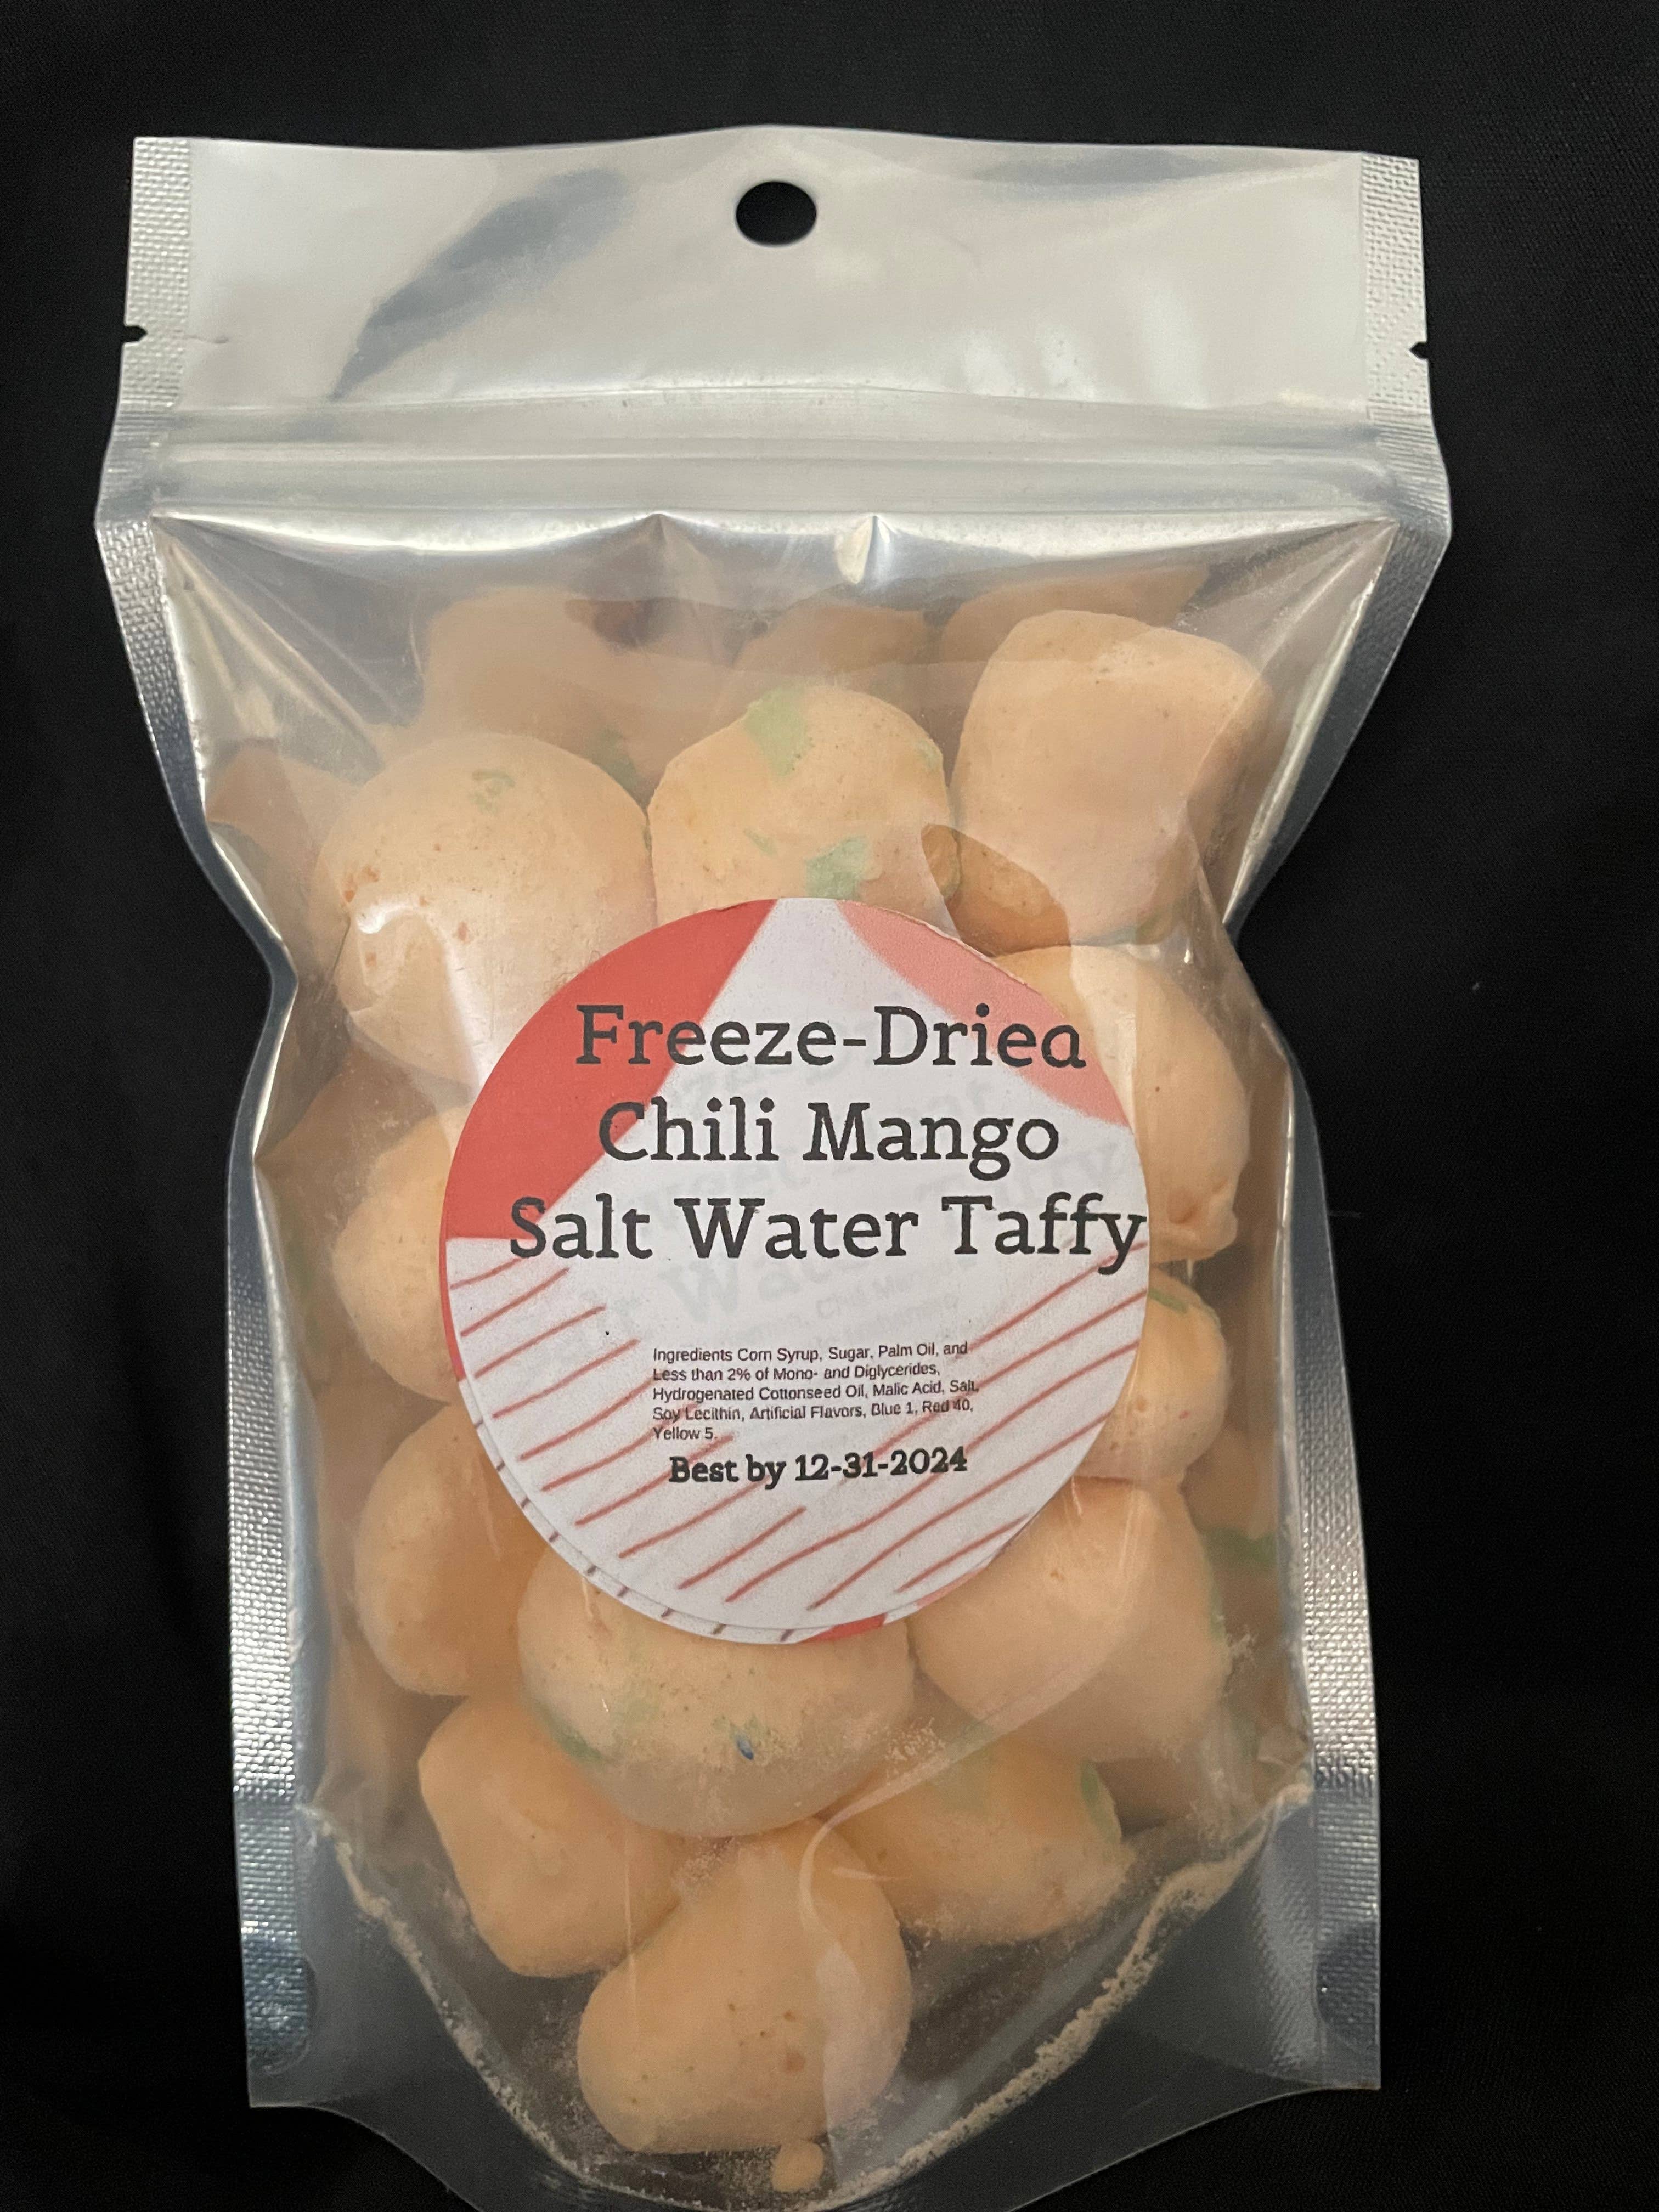 Freeze-Dried
Chili Mango
Salt Water Taffy
Ingredients Corn Syrup, Sugar, Palm Oil, and
Less than 2% of Mono- and Diglycerides,
Hydrogenated Cottonseed Oil, Malic Acid, Salt,
Soy Lecithin, Artificial Flavors, Blue 1, Red 40,
Yellow 5.
Best by 12-31-2024